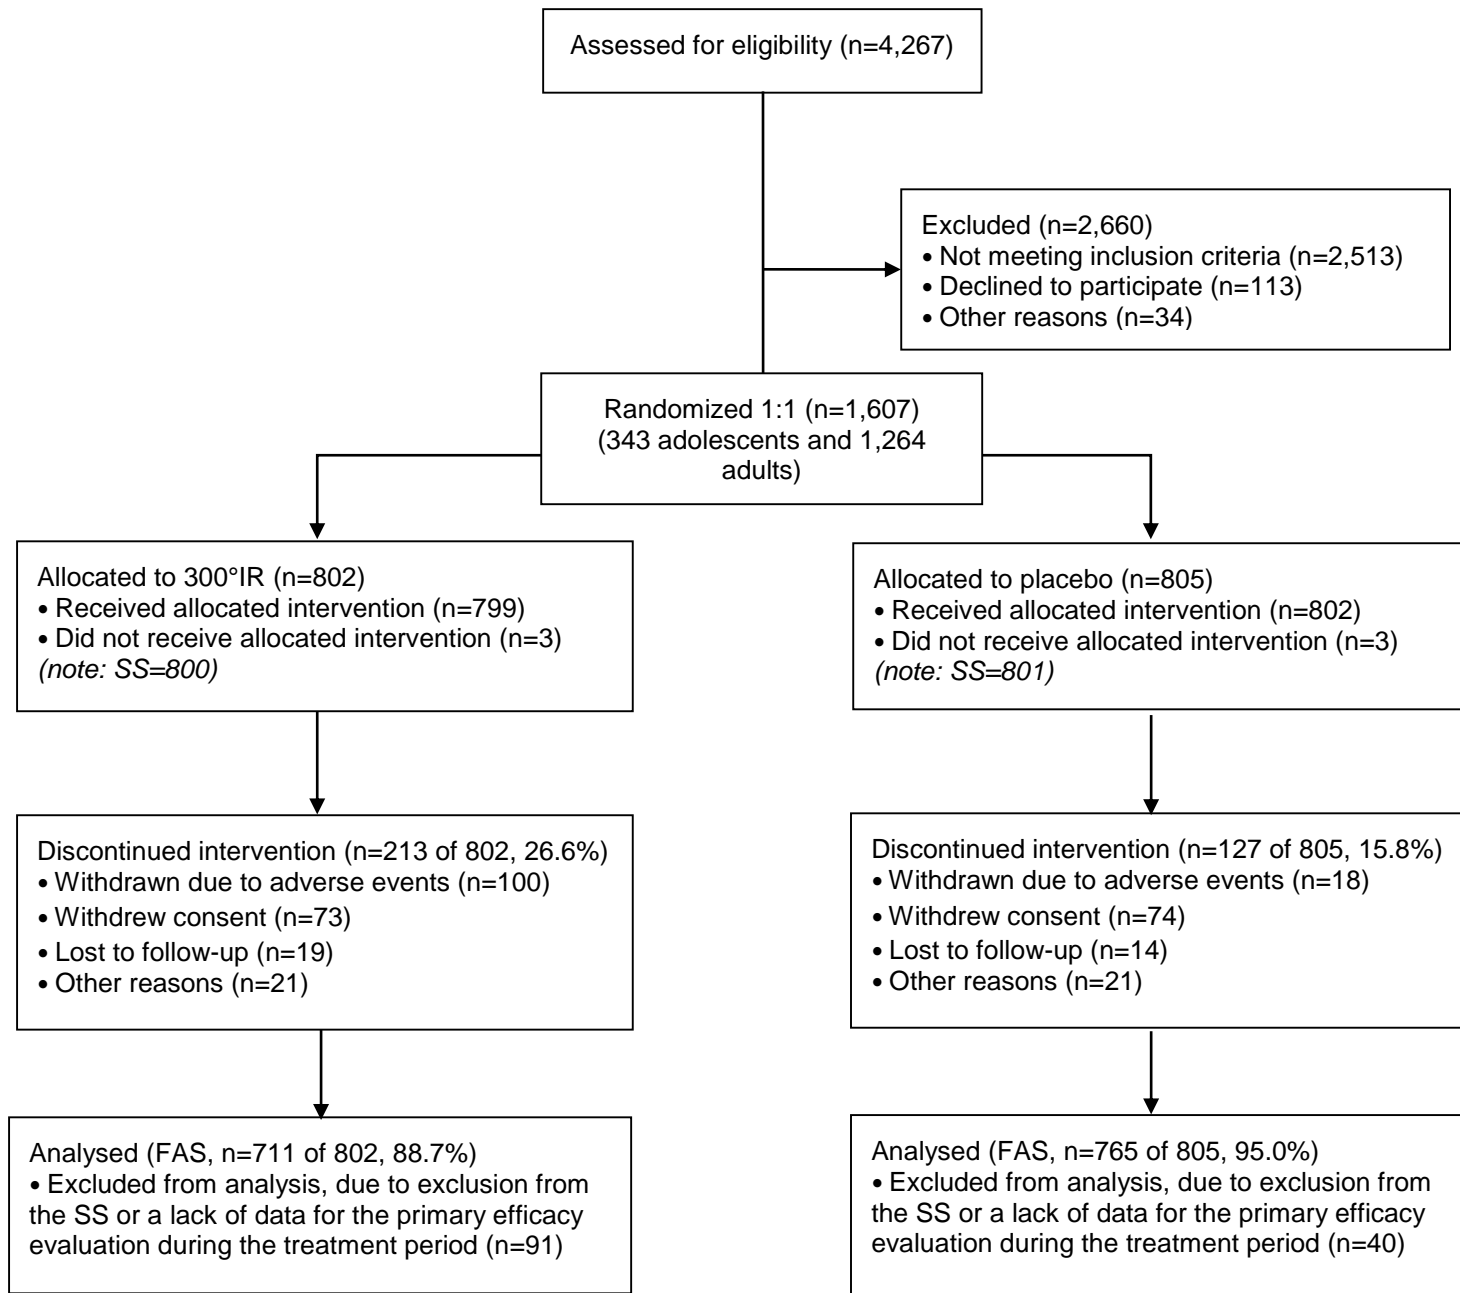 Assessed for eligibility (n=4,267)
Excluded (n=2,660)
• Not meeting inclusion criteria (n=2,513)
• Declined to participate (n=113)
• Other reasons (n=34)
Randomized 1:1 (n=1,607)
(343 adolescents and 1,264
adults)
Allocated to 300°IR (n=802)
• Received allocated intervention (n=799)
• Did not receive allocated intervention (n=3)
(note: SS=800)
Allocated to placebo (n=805)
• Received allocated intervention (n=802)
• Did not receive allocated intervention (n=3)
(note: SS=801)
Discontinued intervention (n=213 of 802, 26.6%)
• Withdrawn due to adverse events (n=100)
• Withdrew consent (n=73)
• Lost to follow-up (n=19)
• Other reasons (n=21)
Discontinued intervention (n=127 of 805, 15.8%)
• Withdrawn due to adverse events (n=18)
• Withdrew consent (n=74)
• Lost to follow-up (n=14)
• Other reasons (n=21)
Analysed (FAS, n=711 of 802, 88.7%)
• Excluded from analysis, due to exclusion from
the SS or a lack of data for the primary efficacy
evaluation during the treatment period (n=91)
Analysed (FAS, n=765 of 805, 95.0%)
• Excluded from analysis, due to exclusion from
the SS or a lack of data for the primary efficacy
evaluation during the treatment period (n=40)